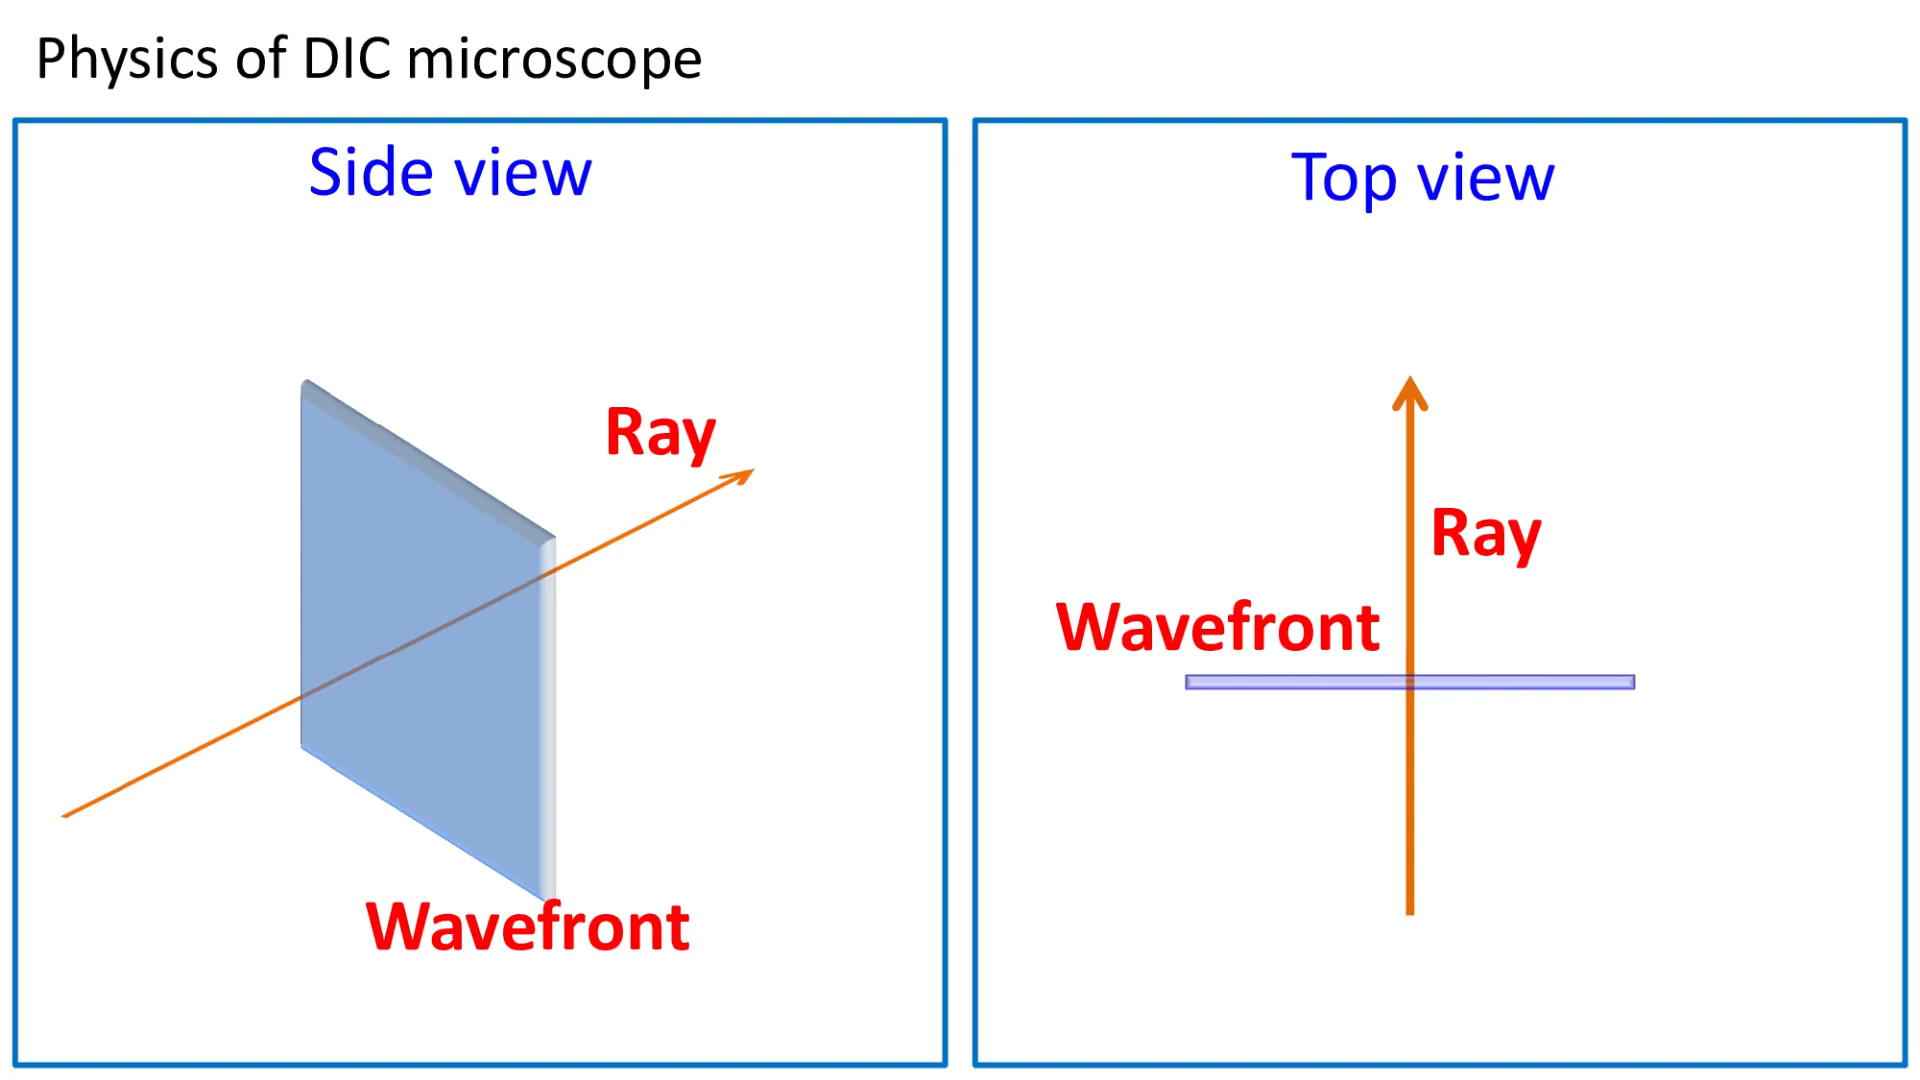 Physics of DIC microscope
Side view
Ray
Wavefront
Top view
Ray
Wavefront